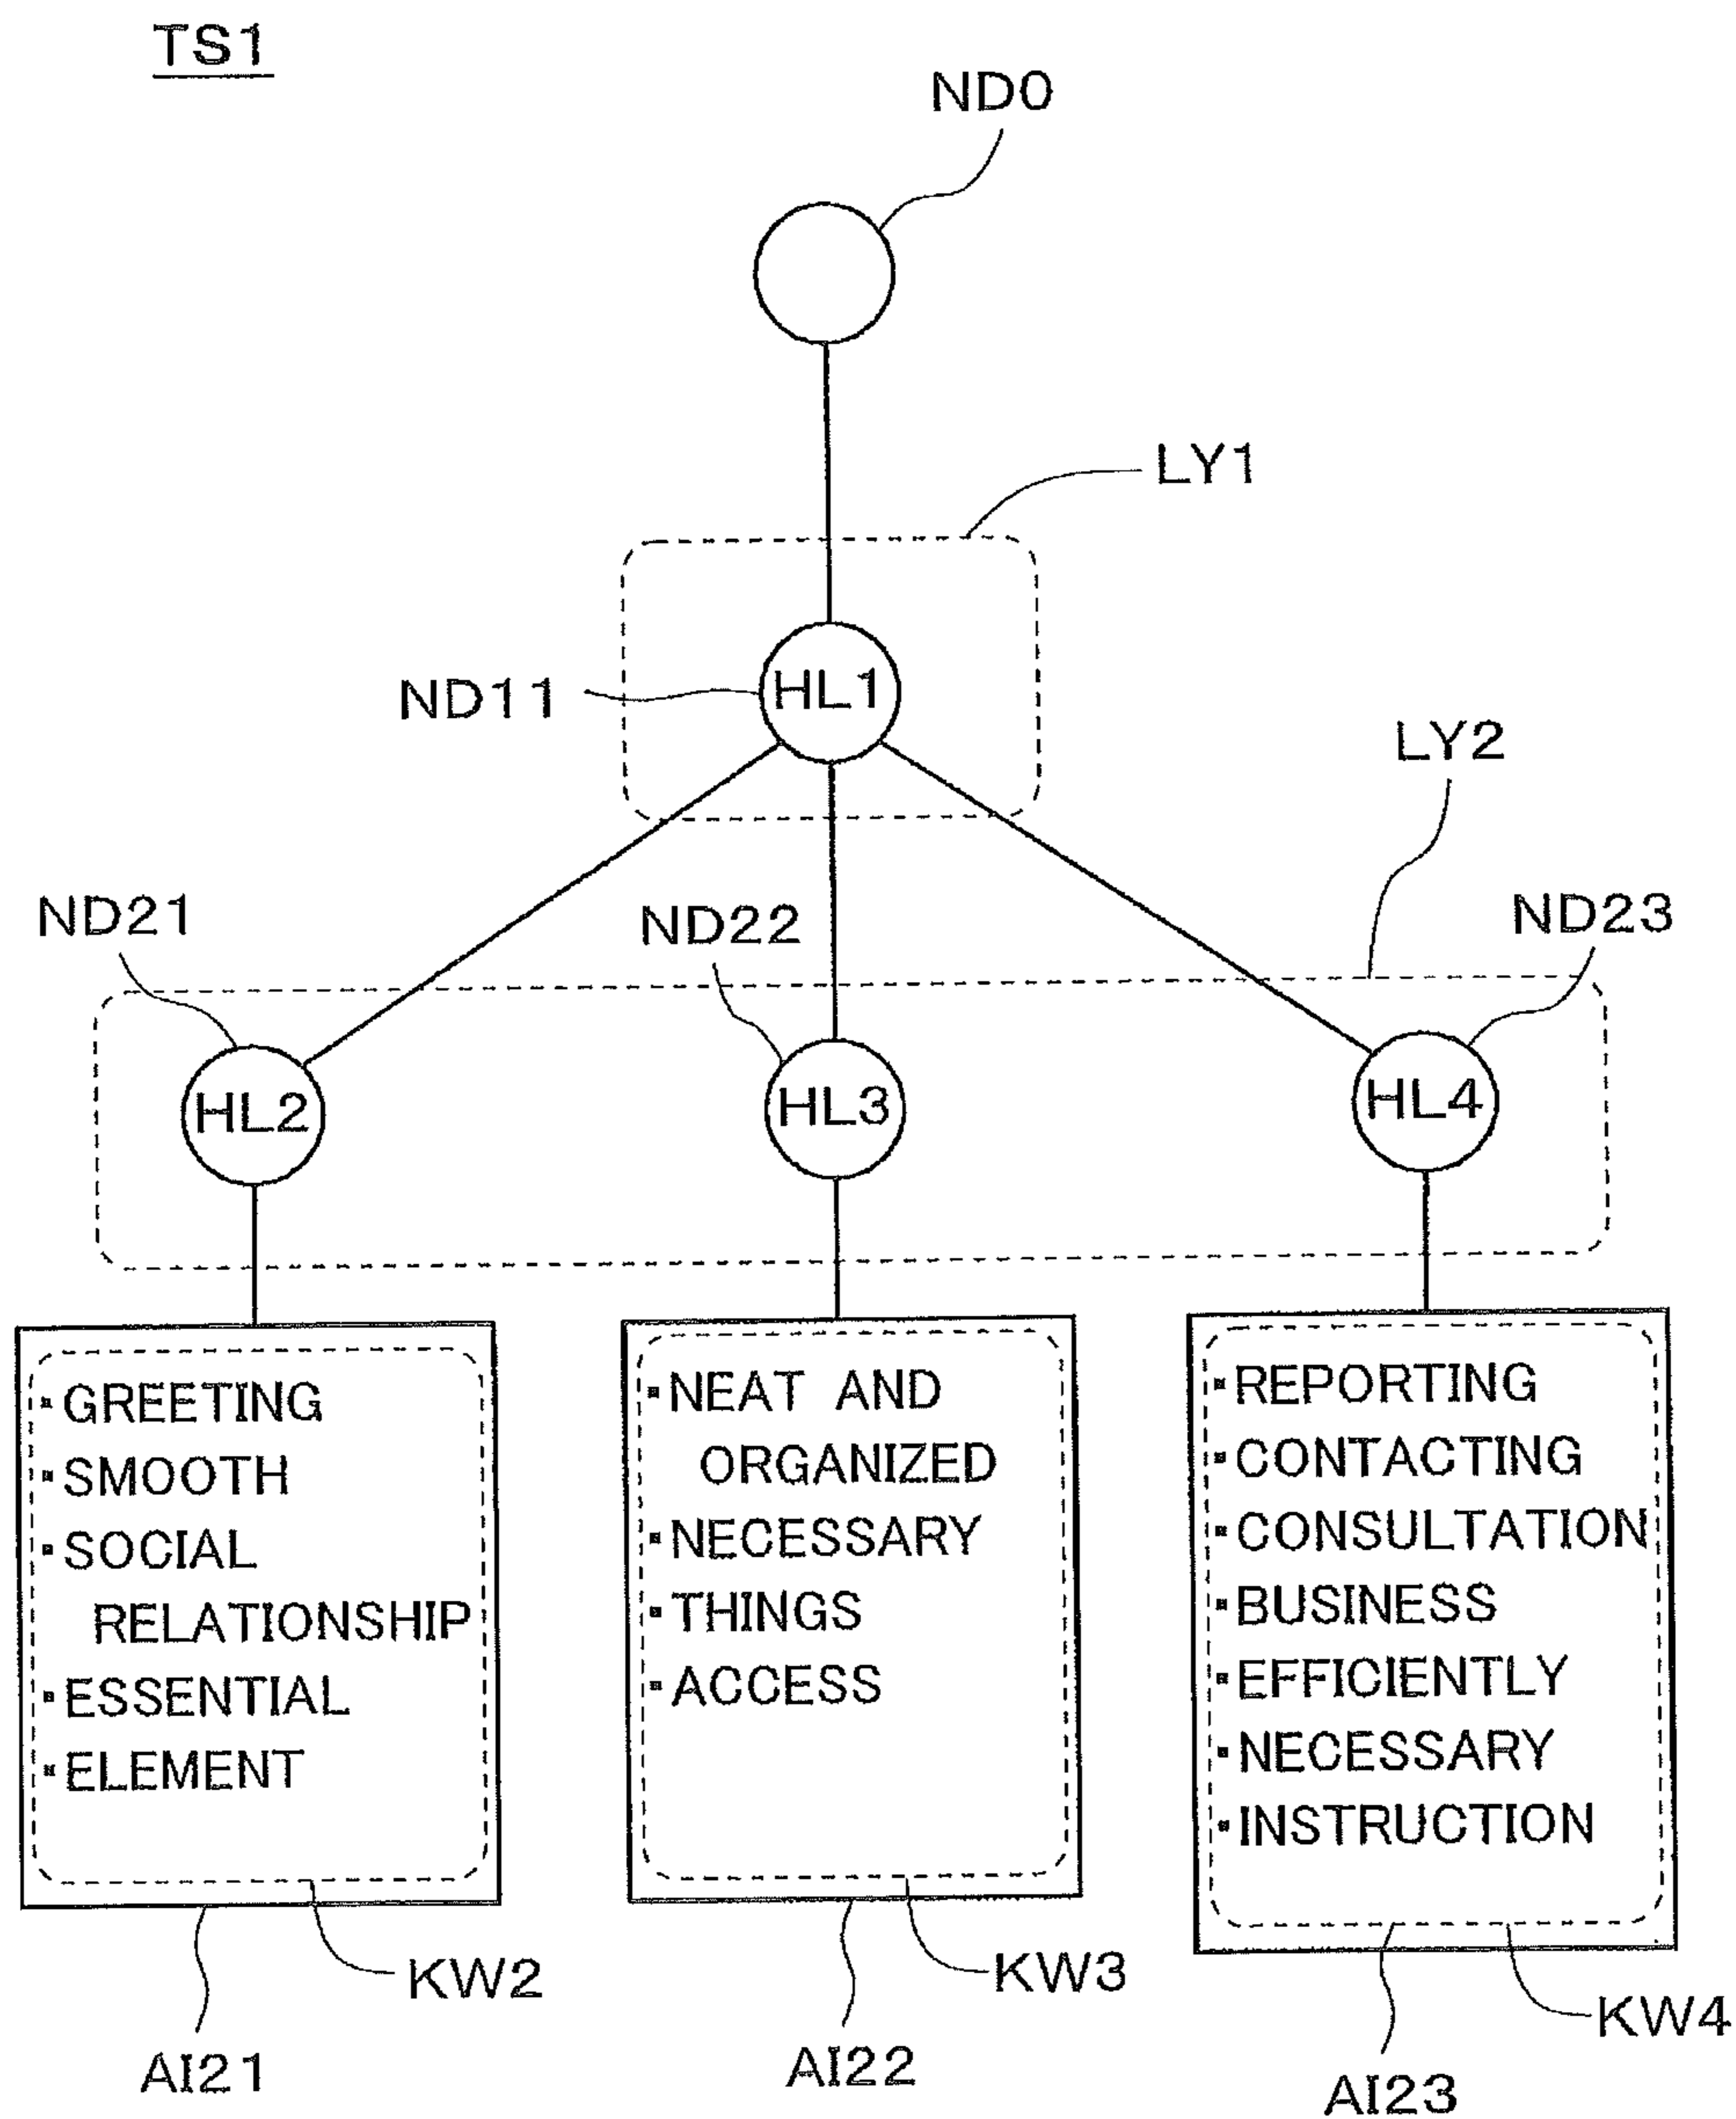 TS1
ND0
LY1
HL1
ND11
LY2
ND21
ND22
ND23
HL2
HL3
HL4
▪GREETING
▪SMOOTH
▪SOCIAL
RELATIONSHIP
▪ESSENTIAL
▪ELEMENT
▪NEAT AND
ORGANIZED
▪NECESSARY
▪THINGS
▪ACCESS
▪REPORTING
▪CONTACTING
▪CONSULTATION
▪BUSINESS
▪EFFICIENTLY
▪NECESSARY
▪INSTRUCTION
KW2
KW3
KW4
AI21
AI22
AI23